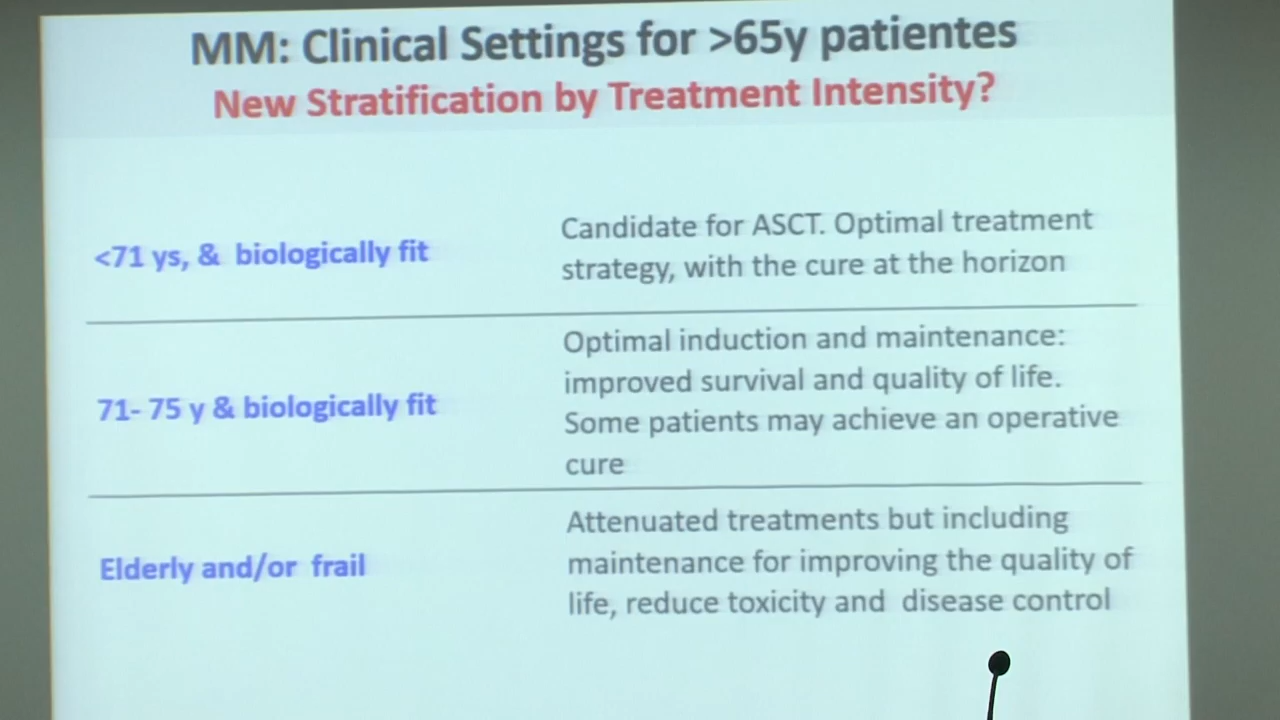 MM: Clinical Settings for >65y patientes
New Stratification by Treatment Intensity?
<71 ys, & biologically fit
Candidate for ASCT. Optimal treatment
strategy, with the cure at the horizon
71- 75 y & biologically fit
Optimal induction and maintenance:
improved survival and quality of life.
Some patients may achieve an operative
cure
Elderly and/or frail
Attenuated treatments but including
maintenance for improving the quality of
life, reduce toxicity and disease control